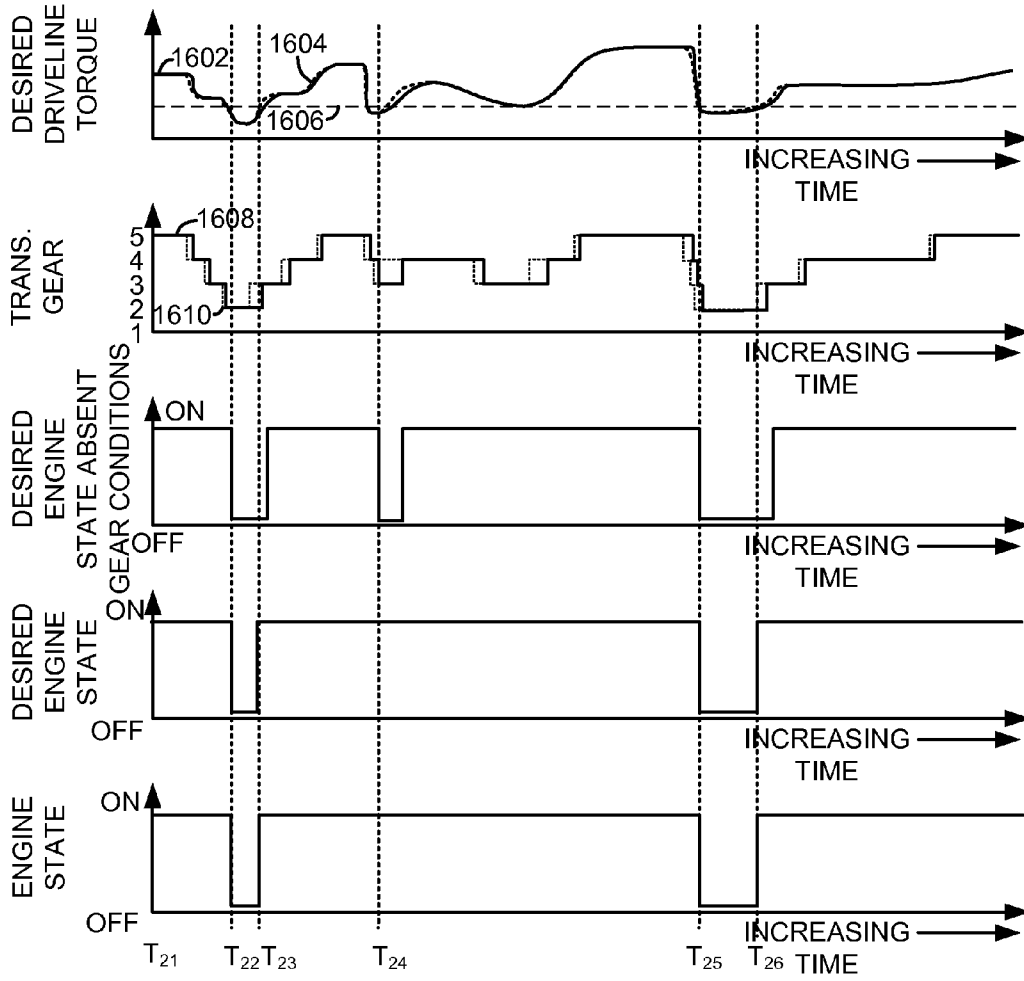 DESIRED
DRIVELINE
TORQUE
1602
1604
1606
INCREASING
TIME
TRANS.
GEAR
5
4
3
2
1
1608
1610
INCREASING
TIME
DESIRED
ENGINE
STATE ABSENT
GEAR CONDITIONS
ON
OFF
INCREASING
TIME
DESIRED
ENGINE
STATE
ON
OFF
INCREASING
TIME
ENGINE
STATE
ON
OFF
INCREASING
TIME
T21
T22
T23
T24
T25
T26